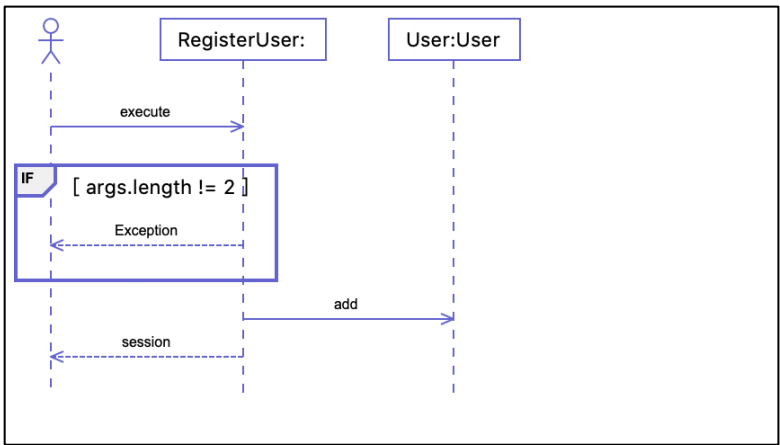 RegisterUser:
User:User
execute
IF
[ args.length != 2 ]
Exception
add
session